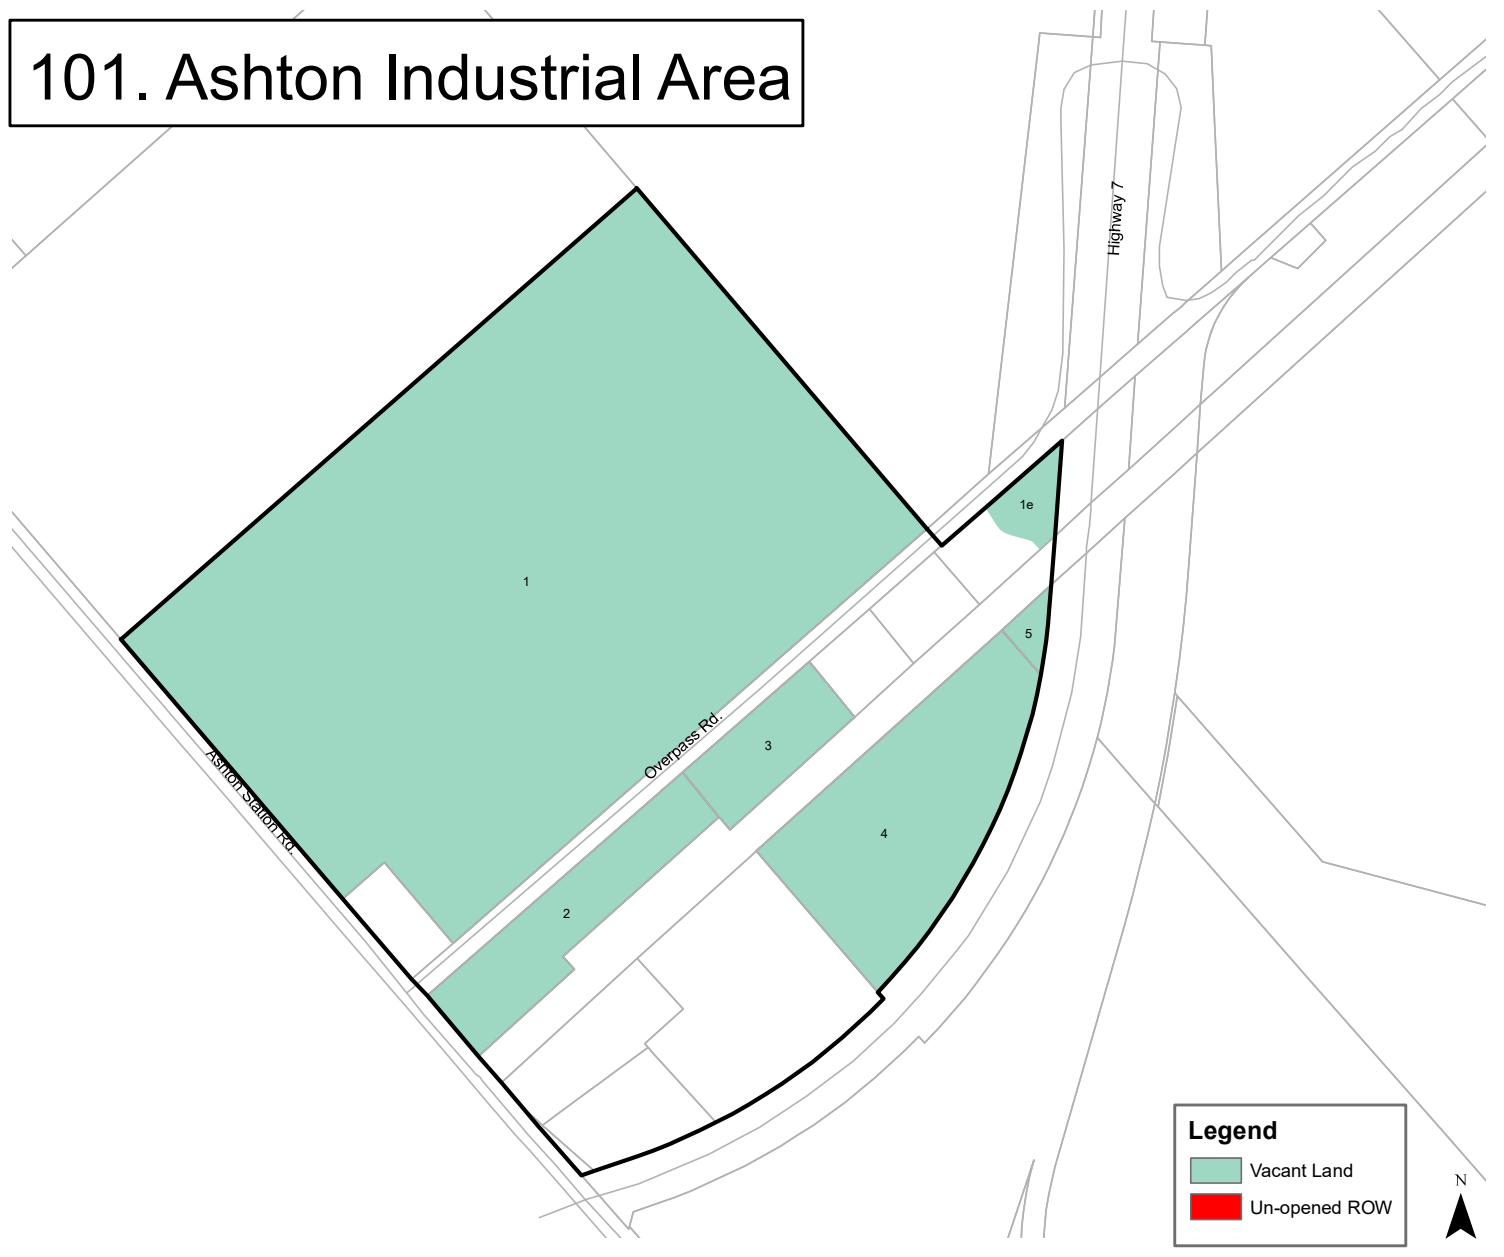 101. Ashton Industrial Area
Highway 7
1e
1
5
Overpass Rd.
3
Ashton Station Rd.
4
2
Legend
Vacant Land
Un-opened ROW
N